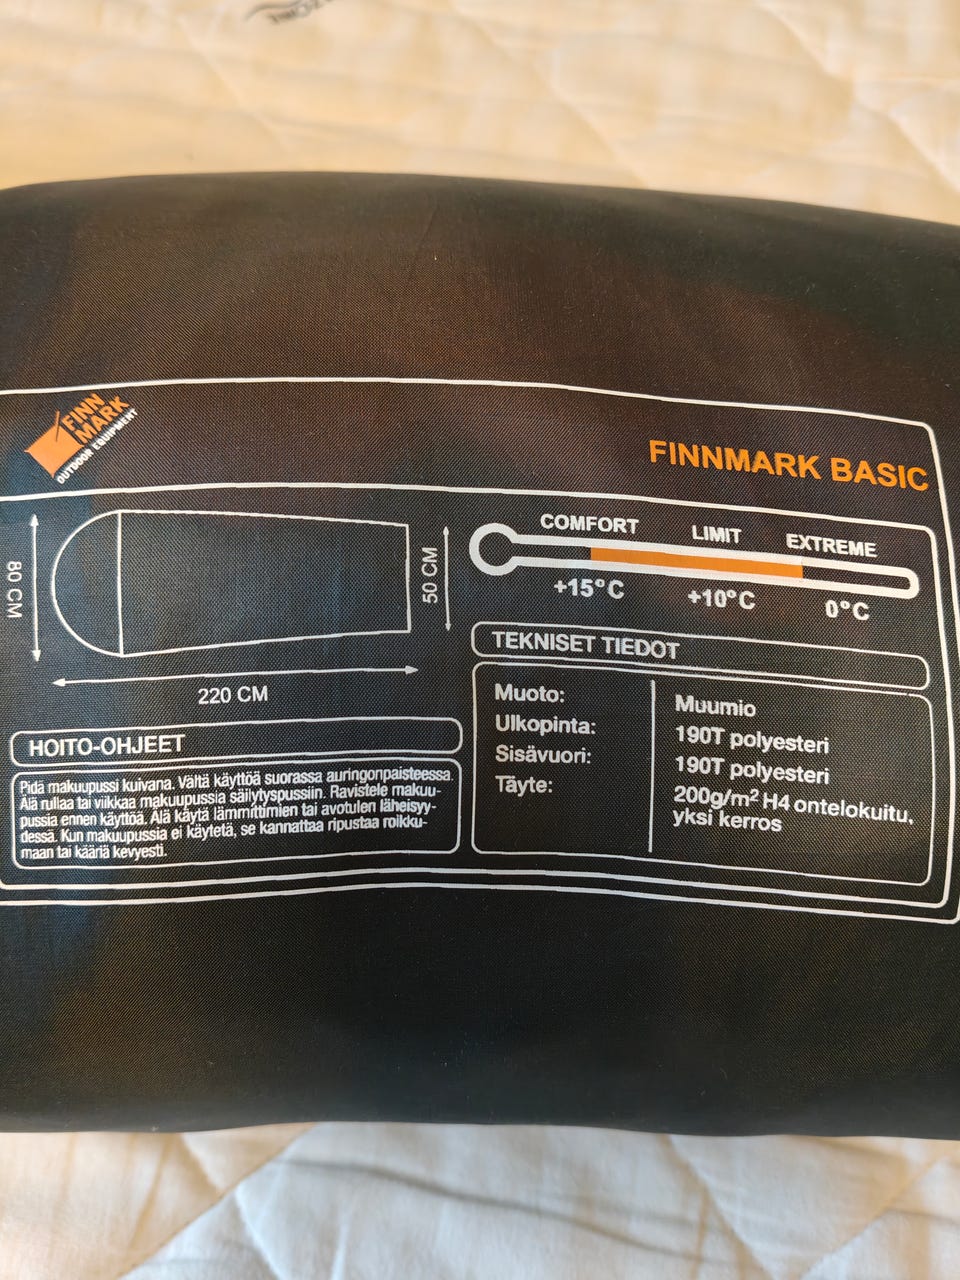 FINN
MARK
OUTDOOR EQUIPMENT
FINNMARK BASIC
80 CM
50 CM
220 CM
COMFORT LIMIT EXTREME
+15°C +10°C 0°C
HOITO-OHJEET
Pidä makuupussi kuivana. Vältä käyttöä suorassa auringonpaisteessa.
Älä rullaa tai viikkaa makuupussia säilytyspussiin. Ravistele makuu-
pussia ennen käyttöä. Älä käytä lämmittimien tai avotulen läheisyy-
dessä. Kun makuupussia ei käytetä, se kannattaa ripustaa roikku-
maan tai kääriä kevyesti.
TEKNISET TIEDOT
Muoto: Muumio
Ulkopinta: 190T polyesteri
Sisävuori: 190T polyesteri
Täyte: 200g/m² H4 ontelokuitu,
yksi kerros